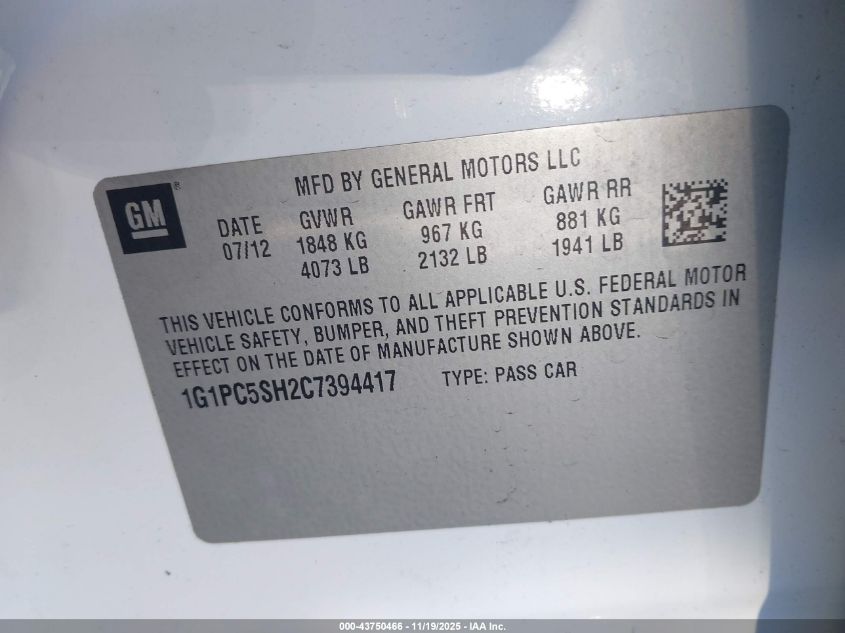 MFD BY GENERAL MOTORS LLC
GM®
DATE GVWR GAWR FRT GAWR RR
07/12 1848 KG 967 KG 881 KG
4073 LB 2132 LB 1941 LB
THIS VEHICLE CONFORMS TO ALL APPLICABLE U.S. FEDERAL MOTOR
VEHICLE SAFETY, BUMPER, AND THEFT PREVENTION STANDARDS IN
EFFECT ON THE DATE OF MANUFACTURE SHOWN ABOVE.
1G1PC5SH2C7394417 TYPE: PASS CAR
000-43750466 - 11/19/2025 - IAA Inc.